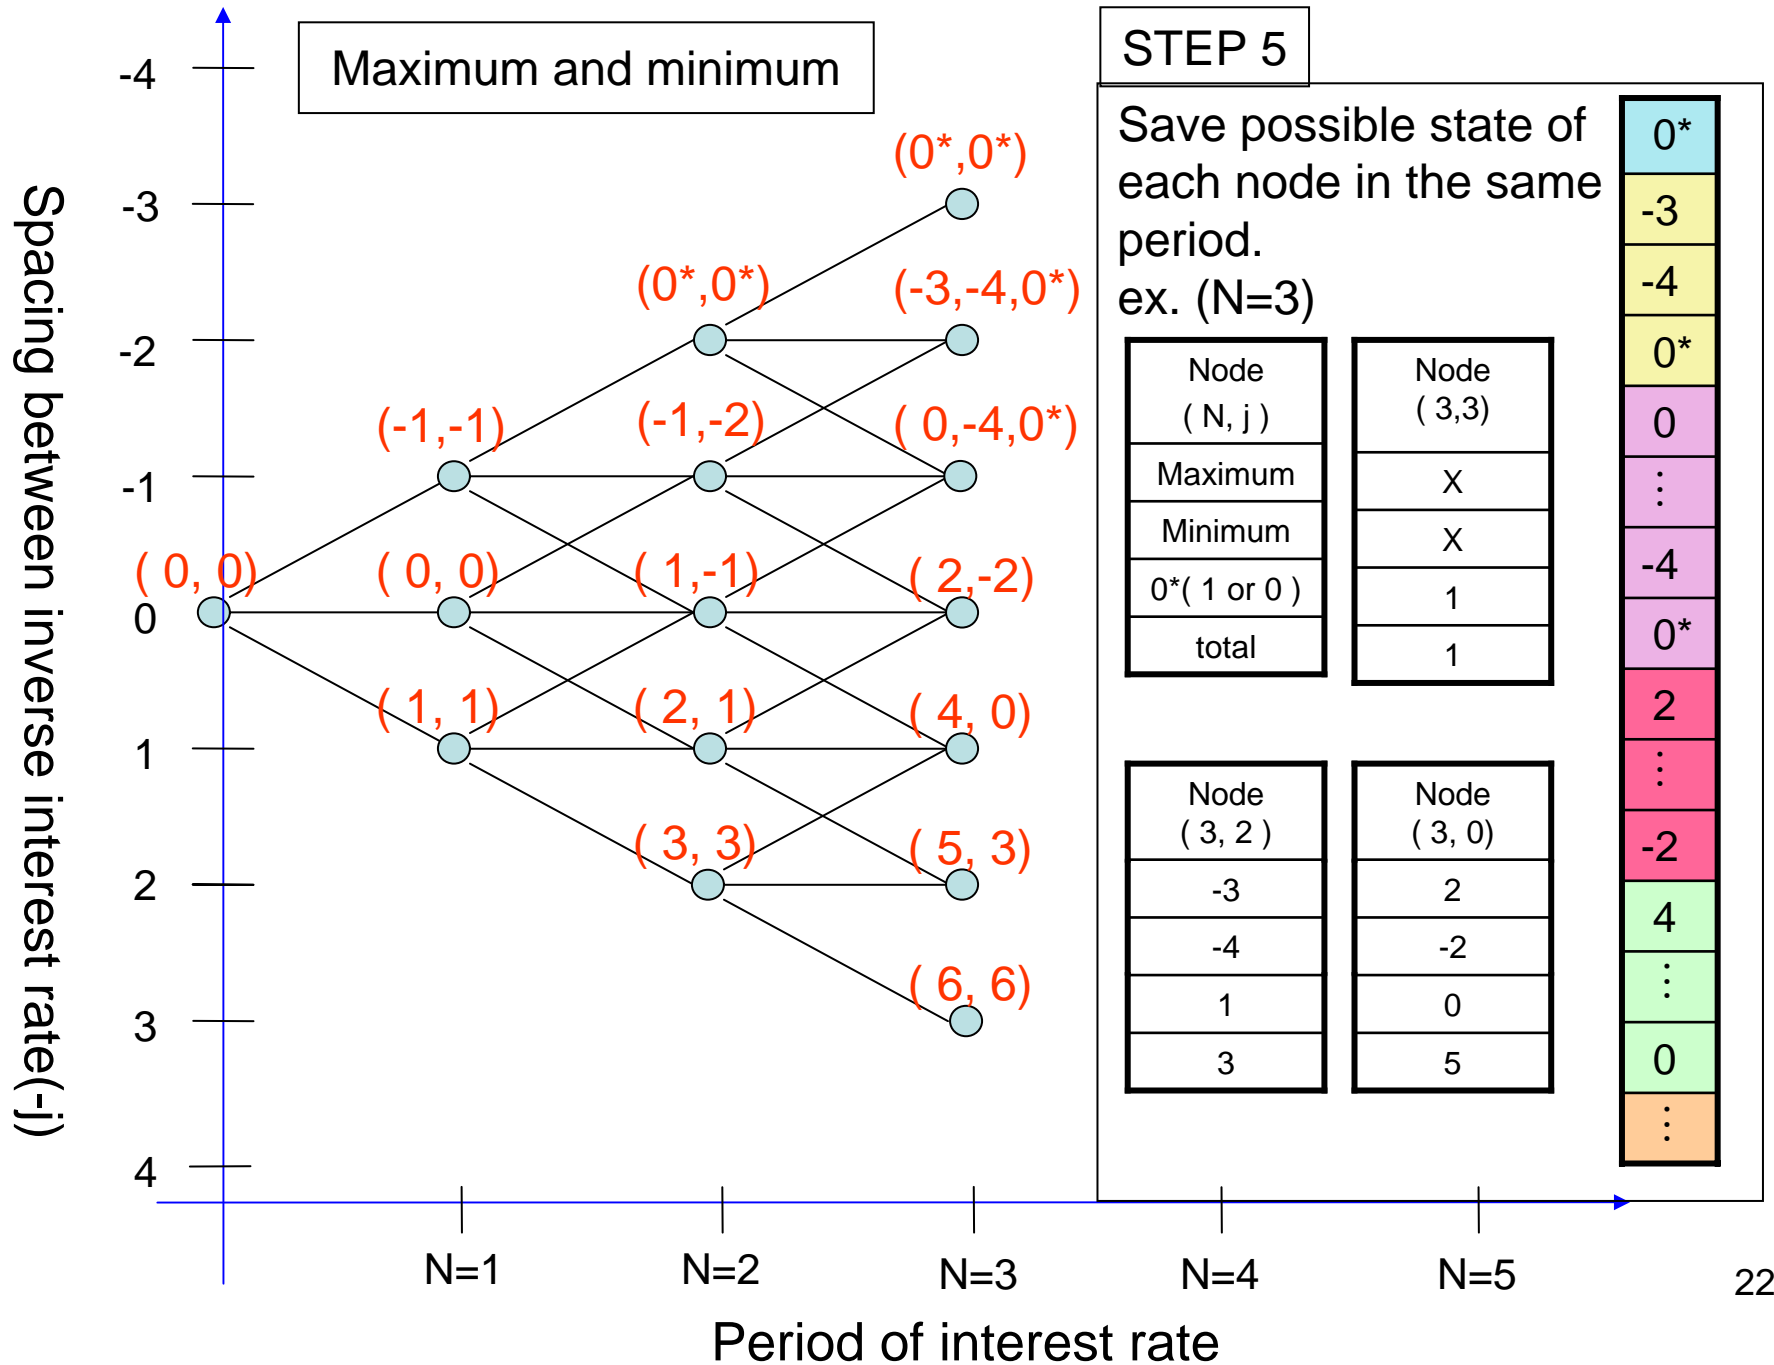 Maximum and minimum
STEP 5
Spacing between inverse interest rate(-j)
-4
-3
-2
-1
0
1
2
3
4
(0*,0*)
(0*,0*)
(-3,-4,0*)
(-1,-1)
(-1,-2)
( 0,-4,0*)
( 0, 0)
( 0, 0)
( 1,-1)
( 2,-2)
( 1, 1)
( 2, 1)
( 4, 0)
( 3, 3)
( 5, 3)
( 6, 6)
N=1
N=2
N=3
N=4
N=5
Period of interest rate
Save possible state of
each node in the same
period.
ex. (N=3)
Node
( N, j )
Maximum
Minimum
0*( 1 or 0 )
total
Node
( 3,3)
X
X
1
1
Node
( 3, 2 )
-3
-4
1
3
Node
( 3, 0)
2
-2
0
5
0*
-3
-4
0*
0
⋮
-4
0*
2
⋮
-2
4
⋮
0
⋮
22